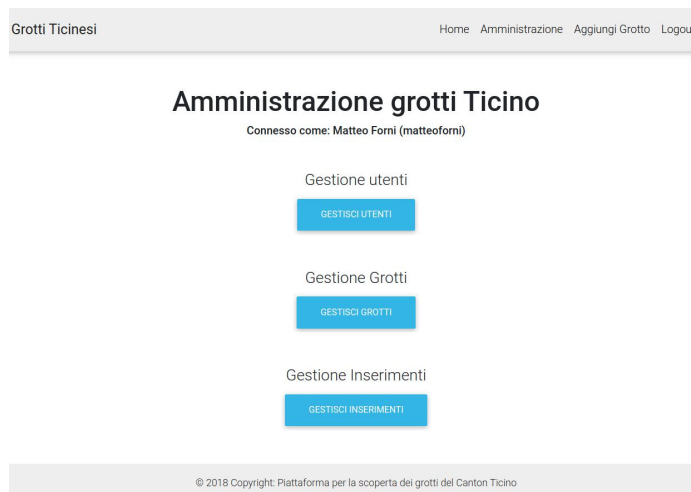 Grotti Ticinesi
Home Amministrazione Aggiungi Grotto Logou
Amministrazione grotti Ticino
Connesso come: Matteo Forni (matteoforni)
Gestione utenti
GESTISCI UTENTI
Gestione Grotti
GESTISCI GROTTI
Gestione Inserimenti
GESTISCI INSERIMENTI
© 2018 Copyright: Piattaforma per la scoperta dei grotti del Canton Ticino